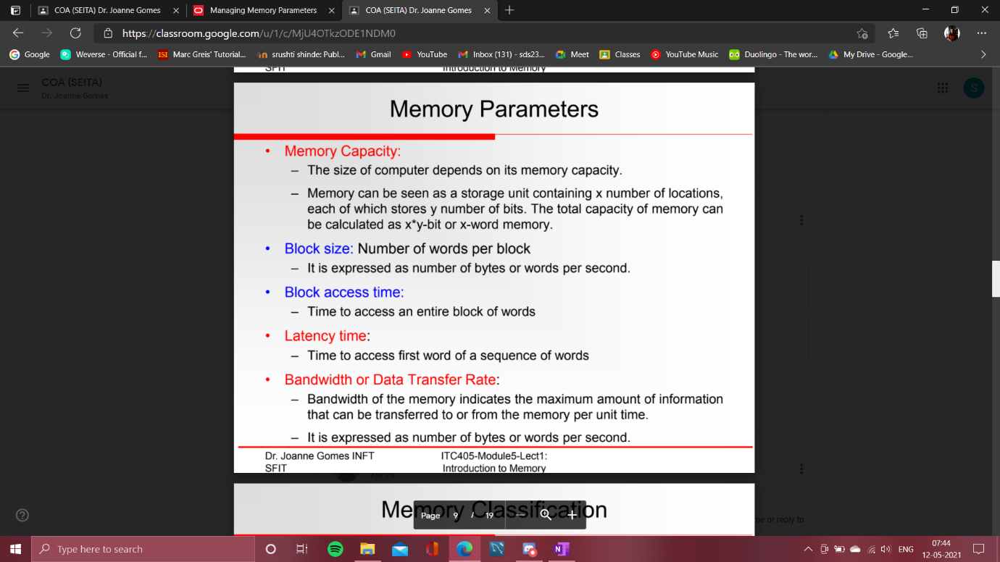 COA (SEITA) Dr. Joanne Gomes
Managing Memory Parameters
COA (SEITA) Dr. Joanne Gomes
https://classroom.google.com/u/1/c/MjU4OTkzODE1NDM0
Google
Weverse - Official f...
ISI Marc Greis' Tutorial...
srushti shinde: Publ...
Gmail
YouTube
Inbox (131) - sds23...
Meet
Classes
YouTube Music
Duolingo - The wor...
My Drive - Google...
COA (SEITA)
Dr. Joanne Gomes
S
SFIT Introduction to Memory
Memory Parameters
• Memory Capacity:
– The size of computer depends on its memory capacity.
– Memory can be seen as a storage unit containing x number of locations,
each of which stores y number of bits. The total capacity of memory can
be calculated as x*y-bit or x-word memory.
• Block size: Number of words per block
– It is expressed as number of bytes or words per second.
• Block access time:
– Time to access an entire block of words
• Latency time:
– Time to access first word of a sequence of words
• Bandwidth or Data Transfer Rate:
– Bandwidth of the memory indicates the maximum amount of information
that can be transferred to or from the memory per unit time.
– It is expressed as number of bytes or words per second.
Dr. Joanne Gomes INFT ITC405-Module5-Lect1:
SFIT Introduction to Memory
Apr 29
Memory Classification
Page 9 / 19
or reply to
Type here to search
ENG
07:44
12-05-2021